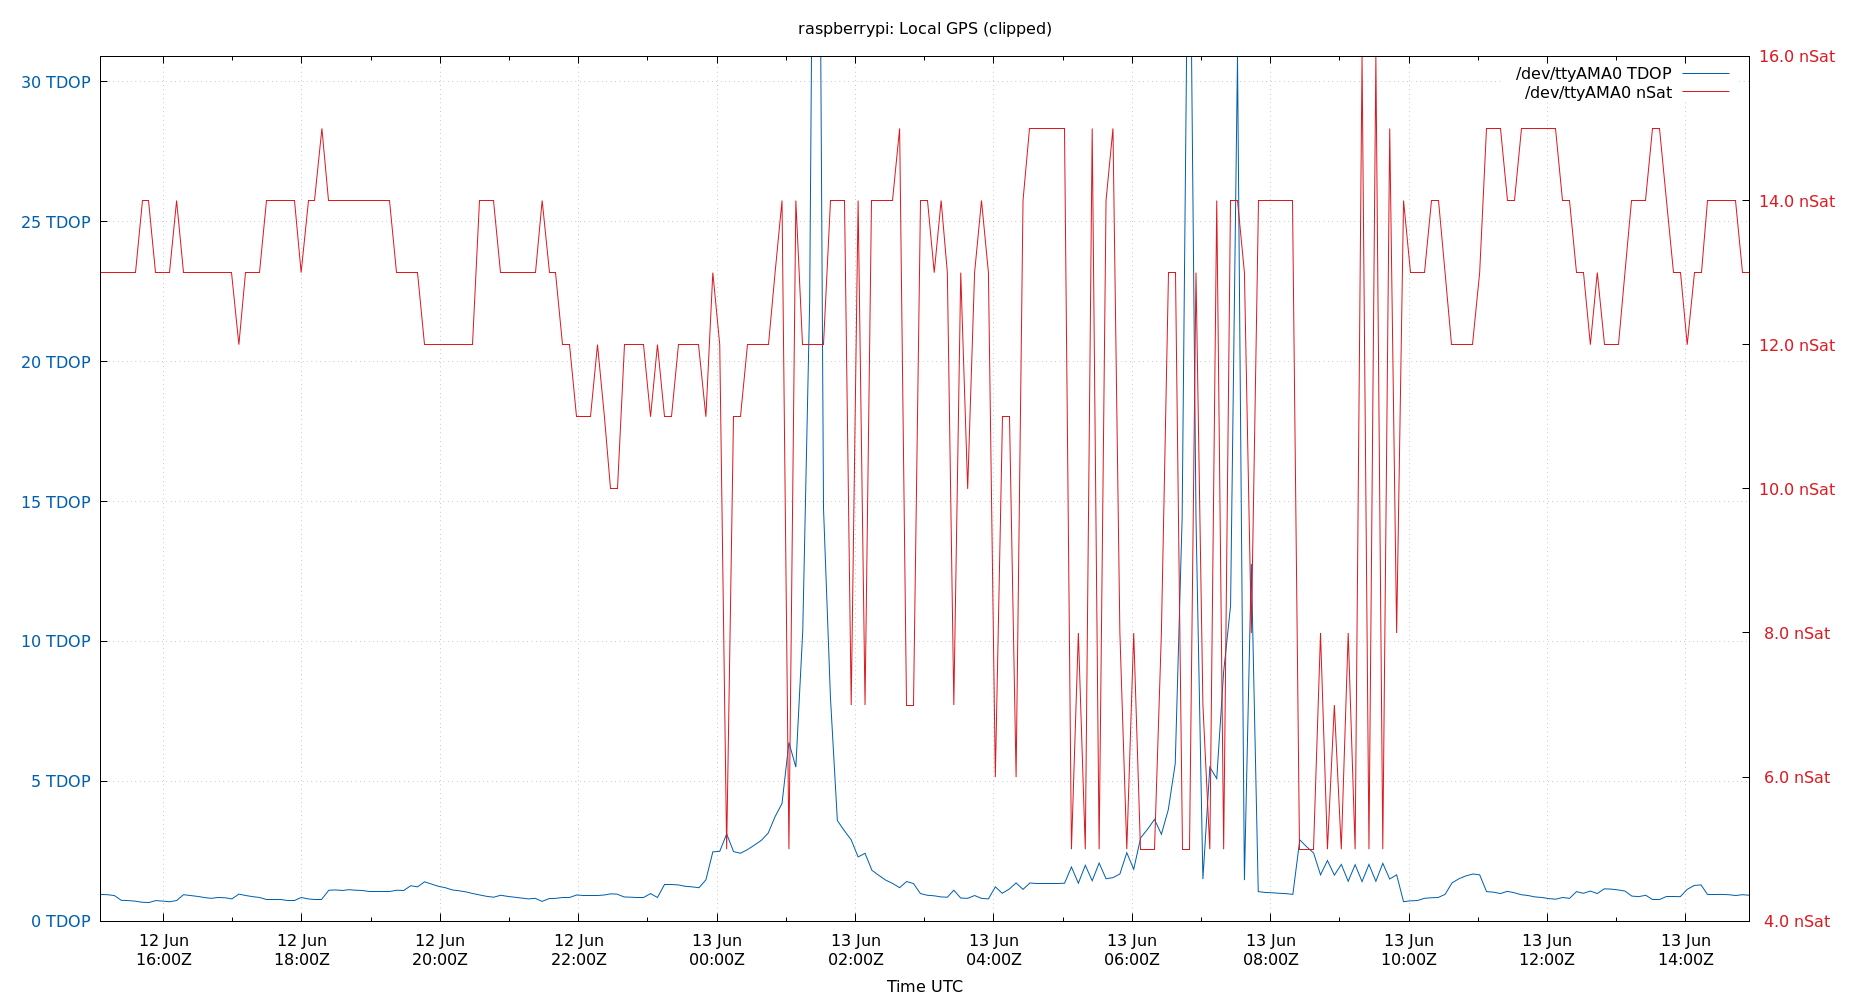 raspberrypi: Local GPS (clipped)
/dev/ttyAMA0 TDOP
/dev/ttyAMA0 nSat
30 TDOP
25 TDOP
20 TDOP
15 TDOP
10 TDOP
5 TDOP
0 TDOP
16.0 nSat
14.0 nSat
12.0 nSat
10.0 nSat
8.0 nSat
6.0 nSat
4.0 nSat
12 Jun
16:00Z
12 Jun
18:00Z
12 Jun
20:00Z
12 Jun
22:00Z
13 Jun
00:00Z
13 Jun
02:00Z
13 Jun
04:00Z
13 Jun
06:00Z
13 Jun
08:00Z
13 Jun
10:00Z
13 Jun
12:00Z
13 Jun
14:00Z
Time UTC